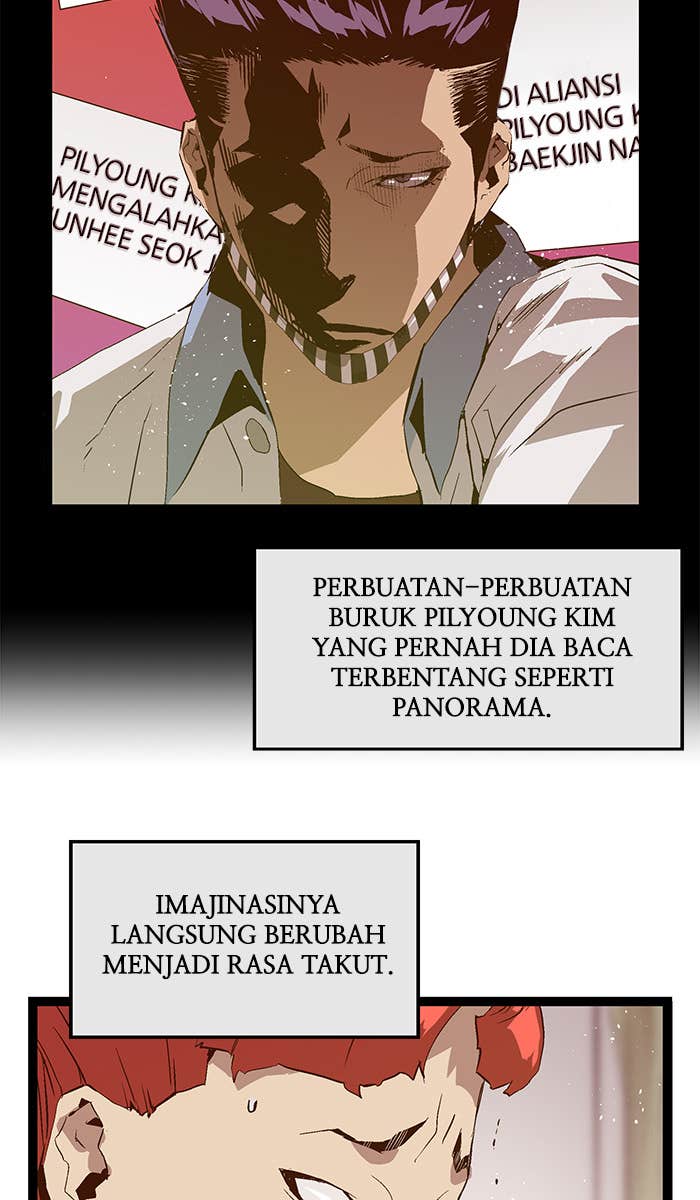 DI ALIANSI
PILYOUNG
BAEKJIN NA
PILYOUNG
MENGALAHKA
UNHEE SEOK
PERBUATAN-PERBUATAN
BURUK PILYOUNG KIM
YANG PERNAH DIA BACA
TERBENTANG SEPERTI
PANORAMA.
IMAJINASINYA
LANGSUNG BERUBAH
MENJADI RASA TAKUT.